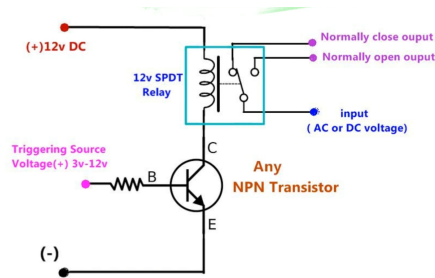 (+)12v DC
Normally close ouput
Normally open ouput
12v SPDT
Relay
input
( AC or DC voltage)
Triggering Source
Voltage(+) 3v-12v
C
B
E
Any
NPN Transistor
(-)